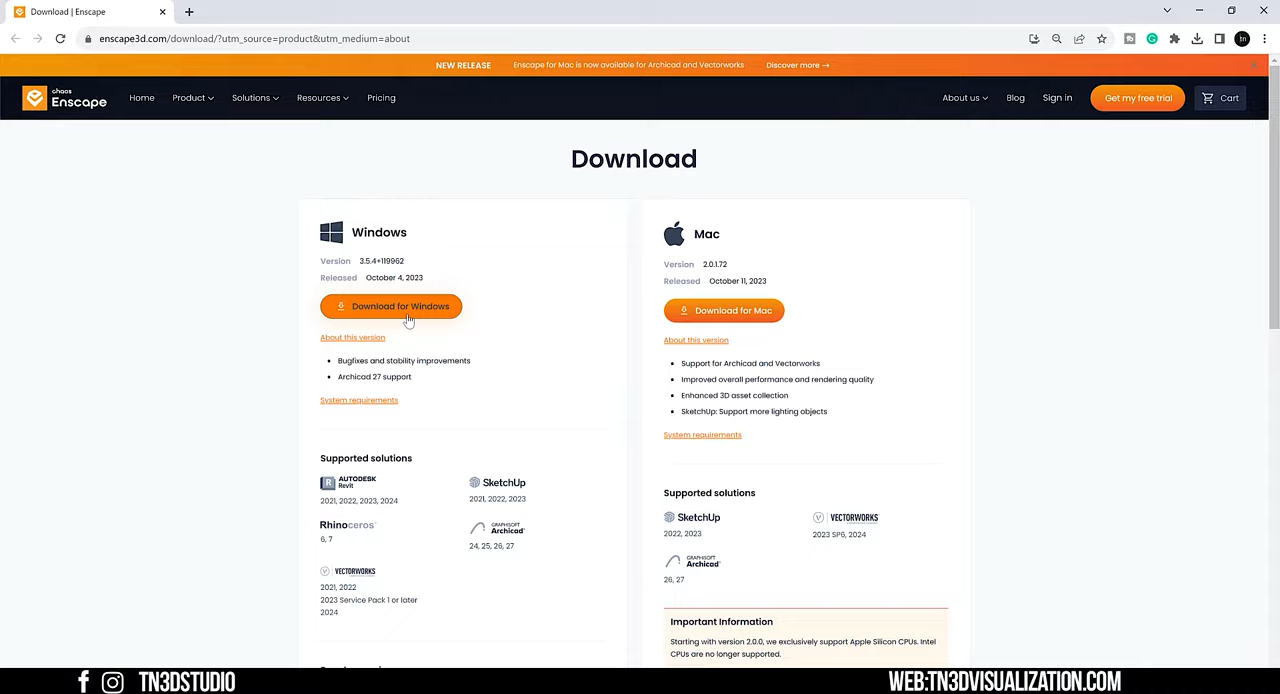 Download | Enscape
enscape3d.com/download/?utm_source=product&utm_medium=about
NEW RELEASE Enscape for Mac is now available for Archicad and Vectorworks Discover more →
chaos
Enscape
Home Product Solutions Resources Pricing About us Blog Sign in Get my free trial Cart
Download
Windows
Version 3.5.4+119962
Released October 4, 2023
Download for Windows
About this version
• Bugfixes and stability improvements
• Archicad 27 support
System requirements
Supported solutions
R AUTODESK
Revit
2021, 2022, 2023, 2024
SketchUp
2021, 2022, 2023
Rhinoceros
6, 7
GRAPHISOFT
Archicad
24, 25, 26, 27
VECTORWORKS
2021, 2022
2023 Service Pack 1 or later
2024
Mac
Version 2.0.1.72
Released October 11, 2023
Download for Mac
About this version
• Support for Archicad and Vectorworks
• Improved overall performance and rendering quality
• Enhanced 3D asset collection
• SketchUp: Support more lighting objects
System requirements
Supported solutions
SketchUp
2022, 2023
VECTORWORKS
2023 SP6, 2024
GRAPHISOFT
Archicad
26, 27
Important Information
Starting with version 2.0.0, we exclusively support Apple Silicon CPUs. Intel
CPUs are no longer supported.
TN3DSTUDIO WEB:TN3DVISUALIZATION.COM